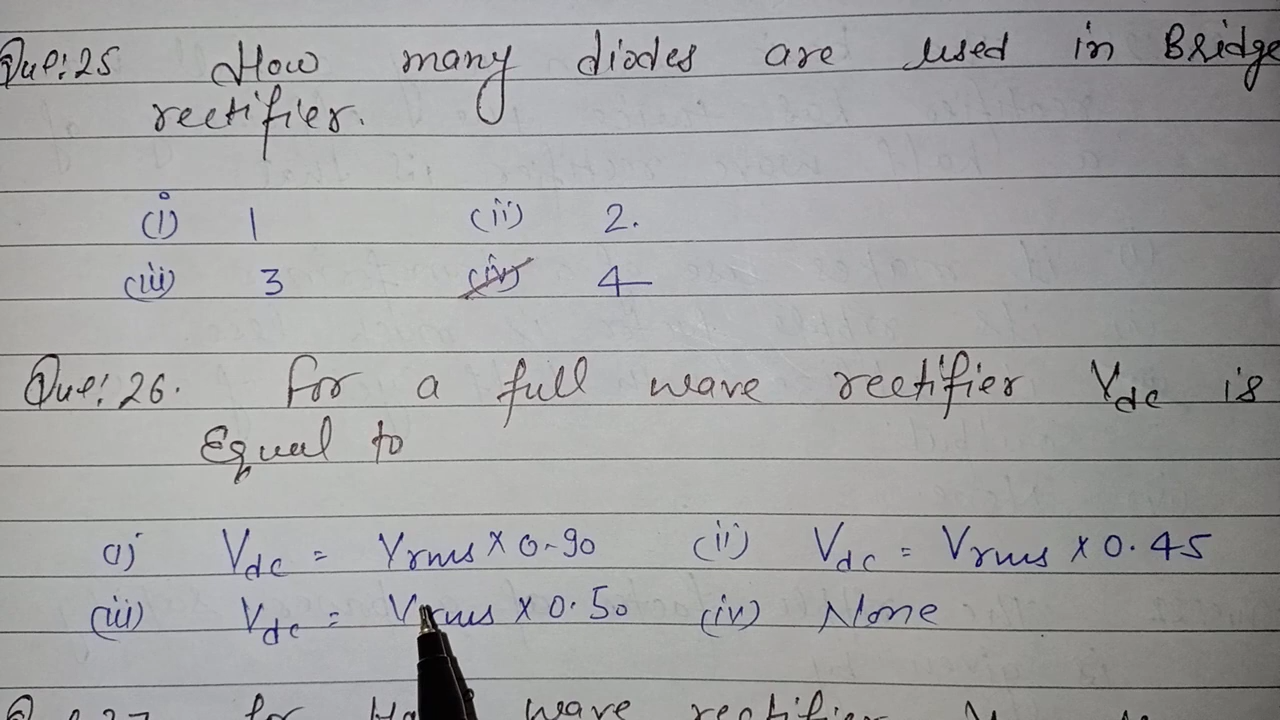 Que:25 How many diodes are used in Bridge
rectifier.
(i) 1 (ii) 2.
(iii) 3 (iv) 4
Que:26. For a full wave rectifier Vdc is
Equal to
(i) Vdc = Vrms × 0.90 (ii) Vdc = Vrms × 0.45
(iii) Vdc = Vrms × 0.50 (iv) None
for wave rectifier